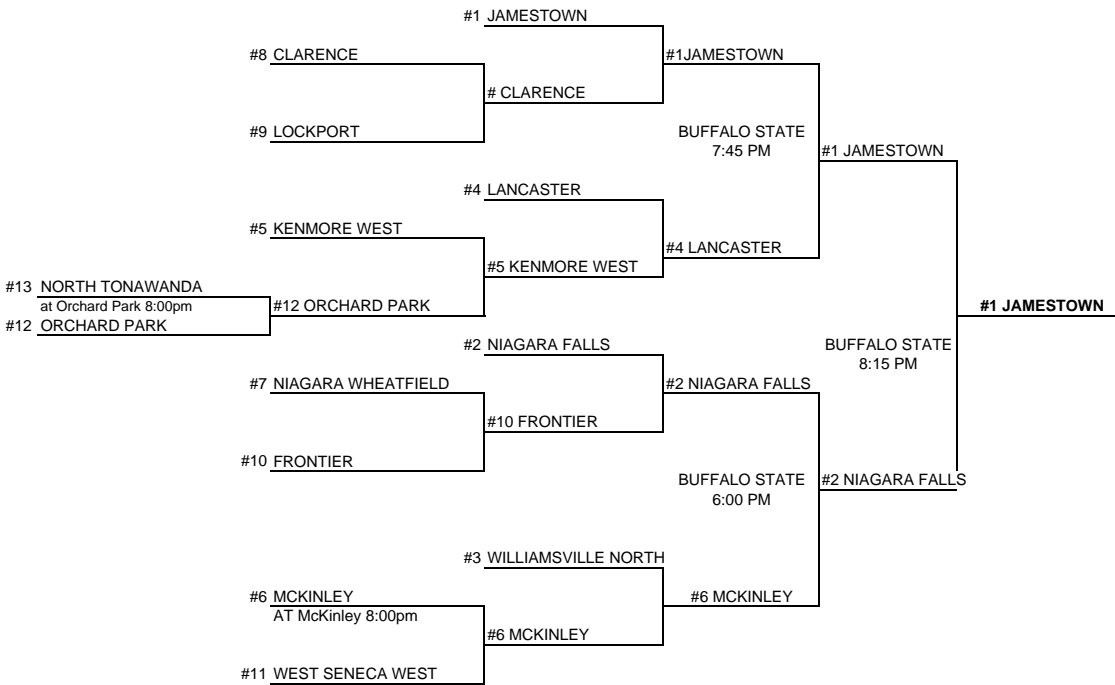 #1 JAMESTOWN
#8 CLARENCE
#1JAMESTOWN
# CLARENCE
#9 LOCKPORT
BUFFALO STATE
7:45 PM
#1 JAMESTOWN
#4 LANCASTER
#5 KENMORE WEST
#4 LANCASTER
#5 KENMORE WEST
#13 NORTH TONAWANDA
at Orchard Park 8:00pm
#12 ORCHARD PARK
#12 ORCHARD PARK
#1 JAMESTOWN
#2 NIAGARA FALLS
BUFFALO STATE
8:15 PM
#7 NIAGARA WHEATFIELD
#2 NIAGARA FALLS
#10 FRONTIER
#10 FRONTIER
BUFFALO STATE
6:00 PM
#2 NIAGARA FALLS
#3 WILLIAMSVILLE NORTH
#6 MCKINLEY
AT McKinley 8:00pm
#6 MCKINLEY
#6 MCKINLEY
#11 WEST SENECA WEST